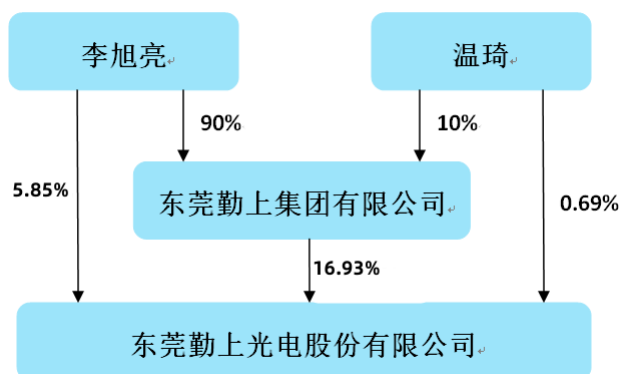 李旭亮
温琦
90%
10%
5.85%
东莞勤上集团有限公司
0.69%
16.93%
东莞勤上光电股份有限公司